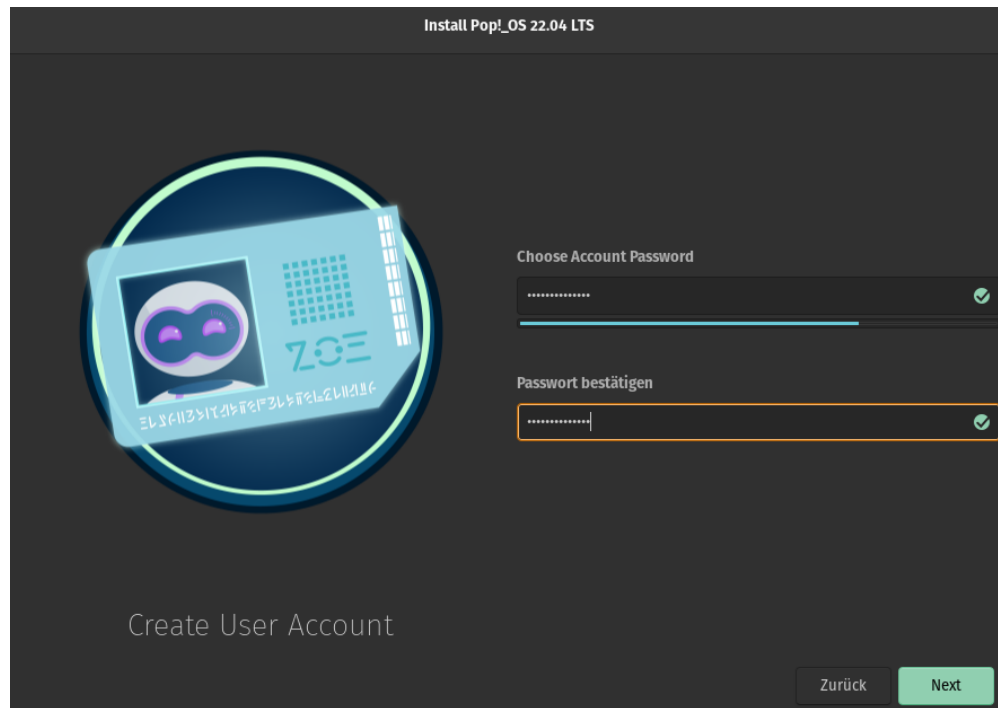 Install Pop!_OS 22.04 LTS
Choose Account Password
••••••••••••••
Passwort bestätigen
••••••••••••••
ZOE
Create User Account
Zurück
Next